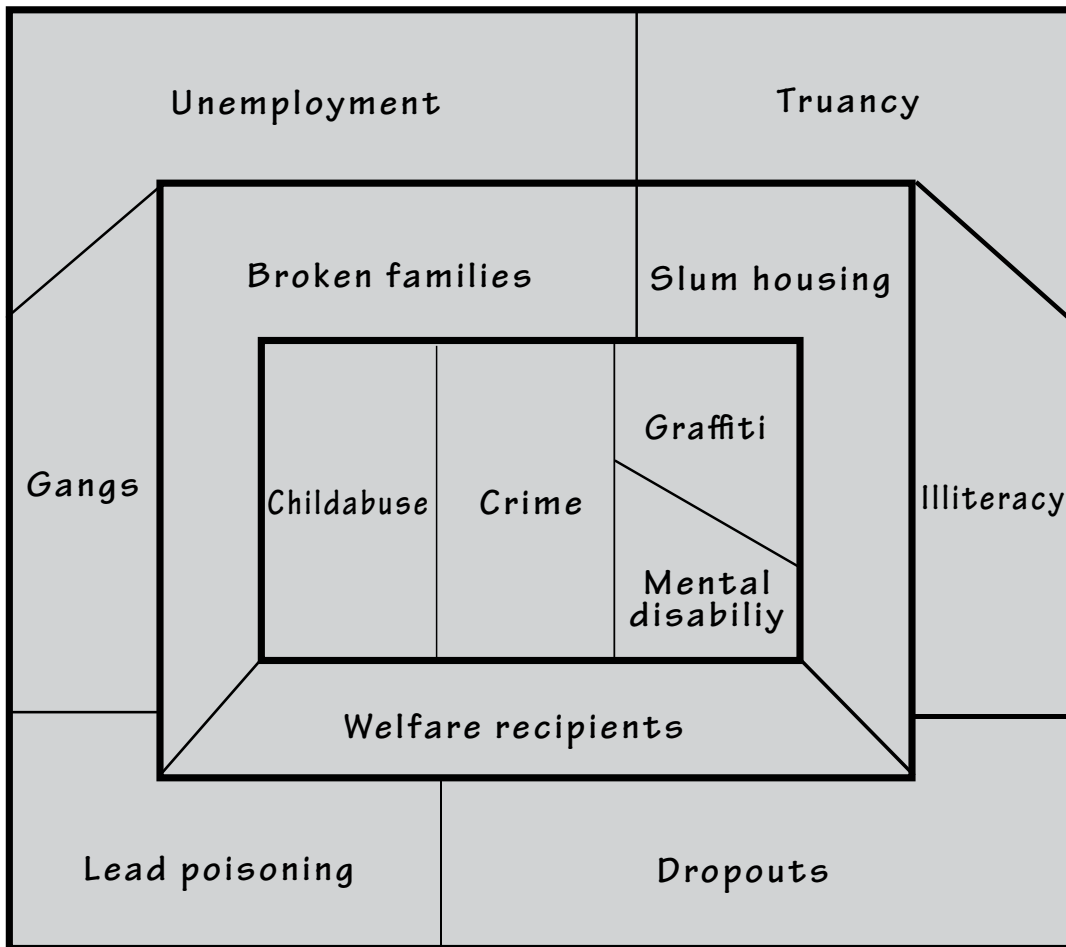 Unemployment
Truancy
Broken families
Slum housing
Graffiti
Gangs
Childabuse
Crime
Illiteracy
Mental
disabiliy
Welfare recipients
Lead poisoning
Dropouts